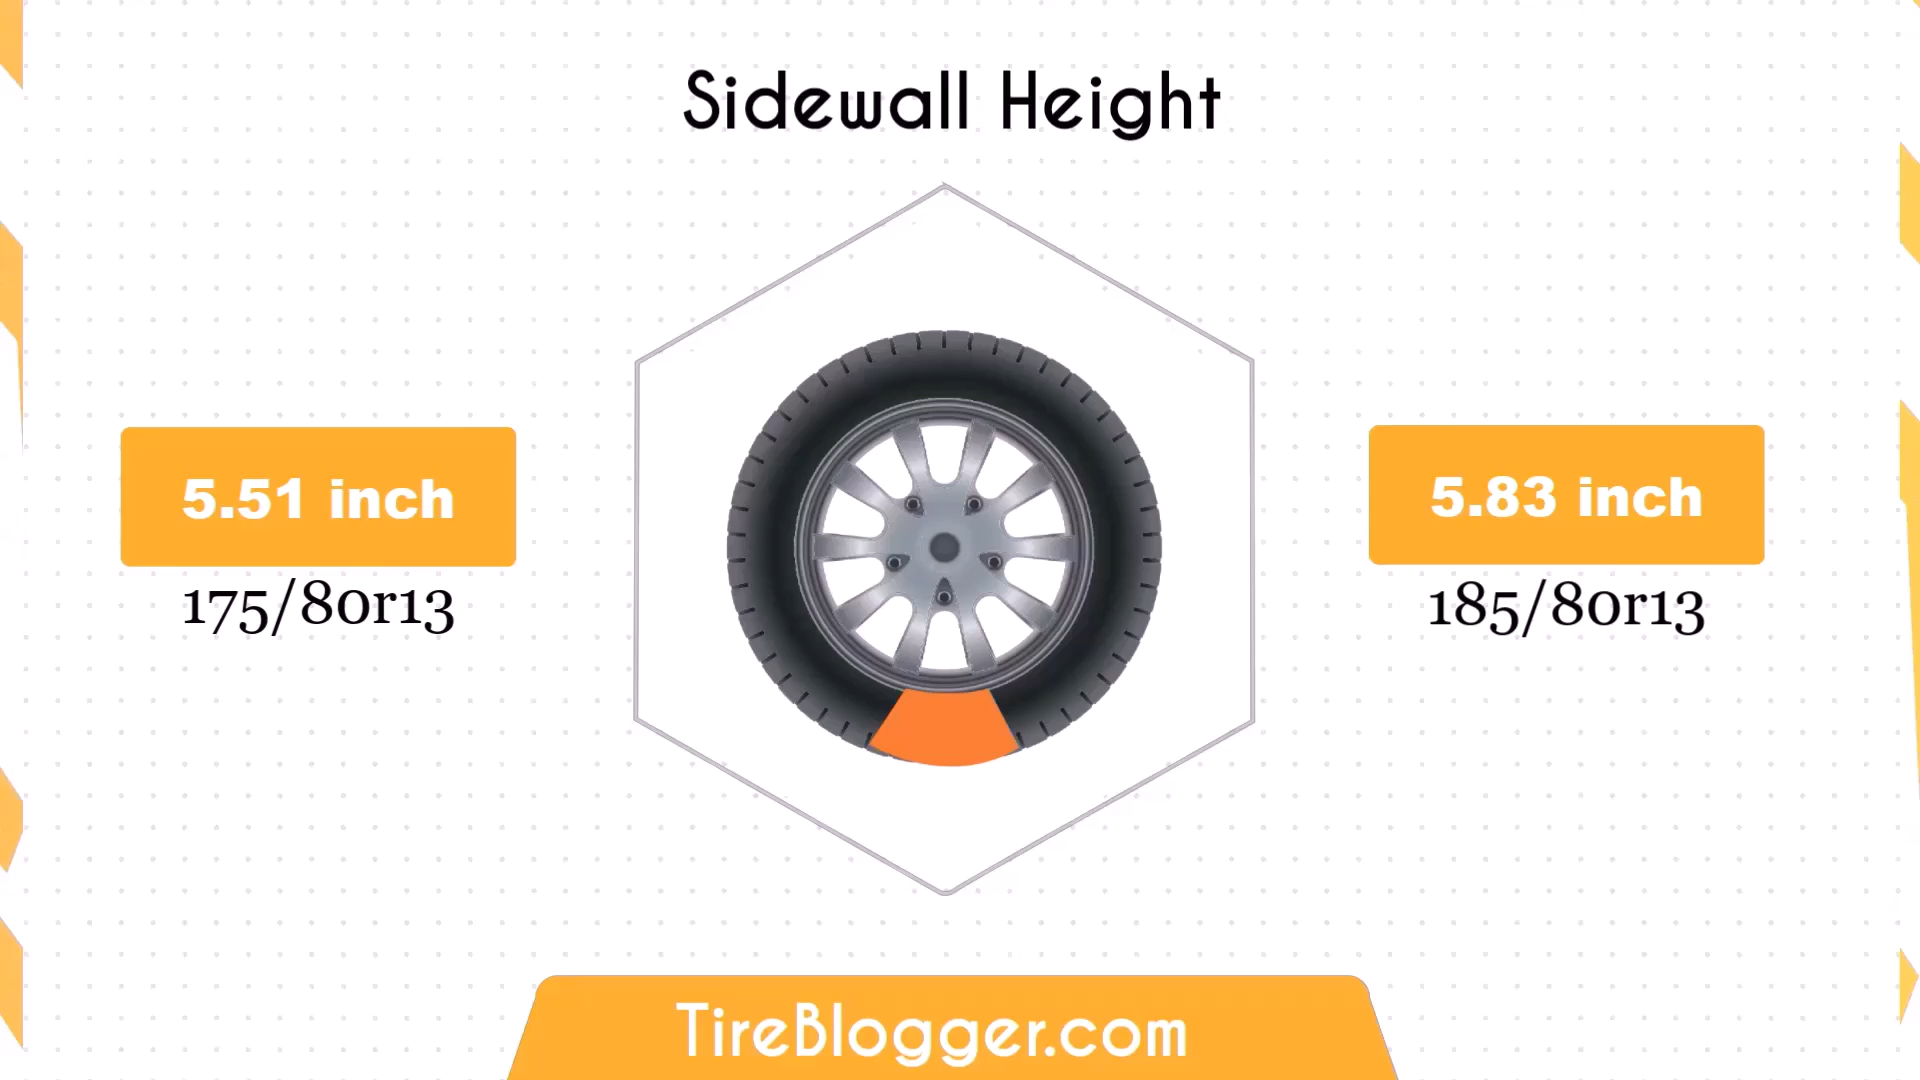 Sidewall Height
5.51 inch
175/80r13
5.83 inch
185/80r13
TireBlogger.com